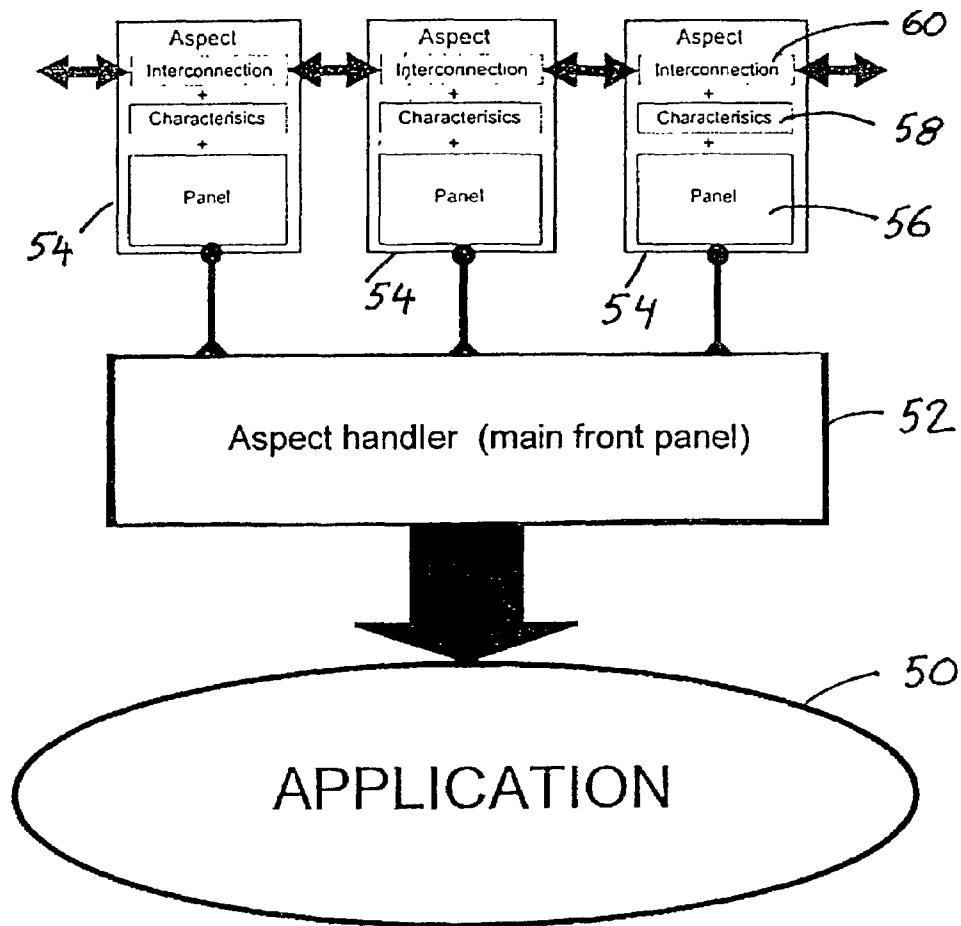 Aspect Aspect Aspect 60
Interconnection Interconnection Interconnection
+ + +
Characterisics Characterisics Characterisics 58
+ + +
Panel Panel Panel 56
54 54 54
Aspect handler (main front panel) 52
50
APPLICATION